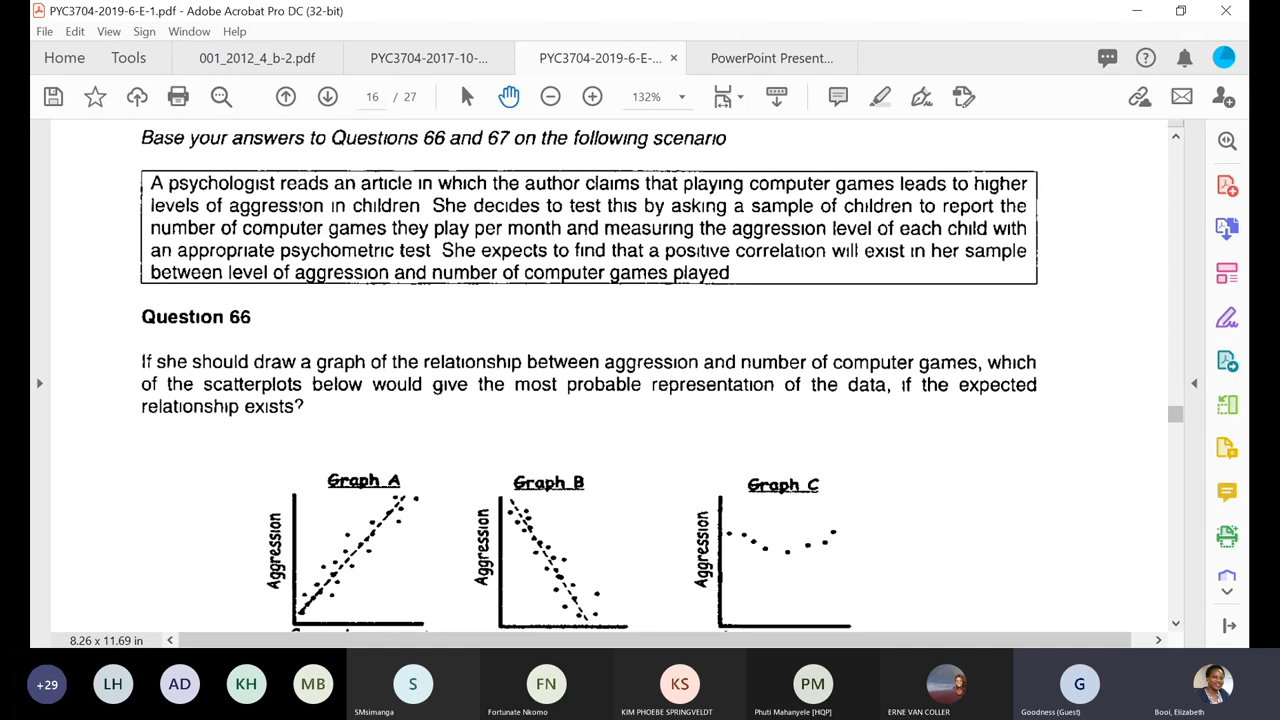 PYC3704-2019-6-E-1.pdf - Adobe Acrobat Pro DC (32-bit)
File Edit View Sign Window Help
Home Tools 001_2012_4_b-2.pdf PYC3704-2017-10-... PYC3704-2019-6-E-... × PowerPoint Present...
16 / 27 132%
Base your answers to Questions 66 and 67 on the following scenario
A psychologist reads an article in which the author claims that playing computer games leads to higher
levels of aggression in children She decides to test this by asking a sample of children to report the
number of computer games they play per month and measuring the aggression level of each child with
an appropriate psychometric test She expects to find that a positive correlation will exist in her sample
between level of aggression and number of computer games played
Question 66
If she should draw a graph of the relationship between aggression and number of computer games, which
of the scatterplots below would give the most probable representation of the data, if the expected
relationship exists?
Graph A Graph B Graph C
Aggression Aggression Aggression
8.26 x 11.69 in
+29 LH AD KH MB S FN KS PM G
SMsimanga Fortunate Nkomo KIM PHOEBE SPRINGVELDT Phuti Mahanyele [HQP] ERNE VAN COLLER Goodness (Guest) Booi, Elizabeth